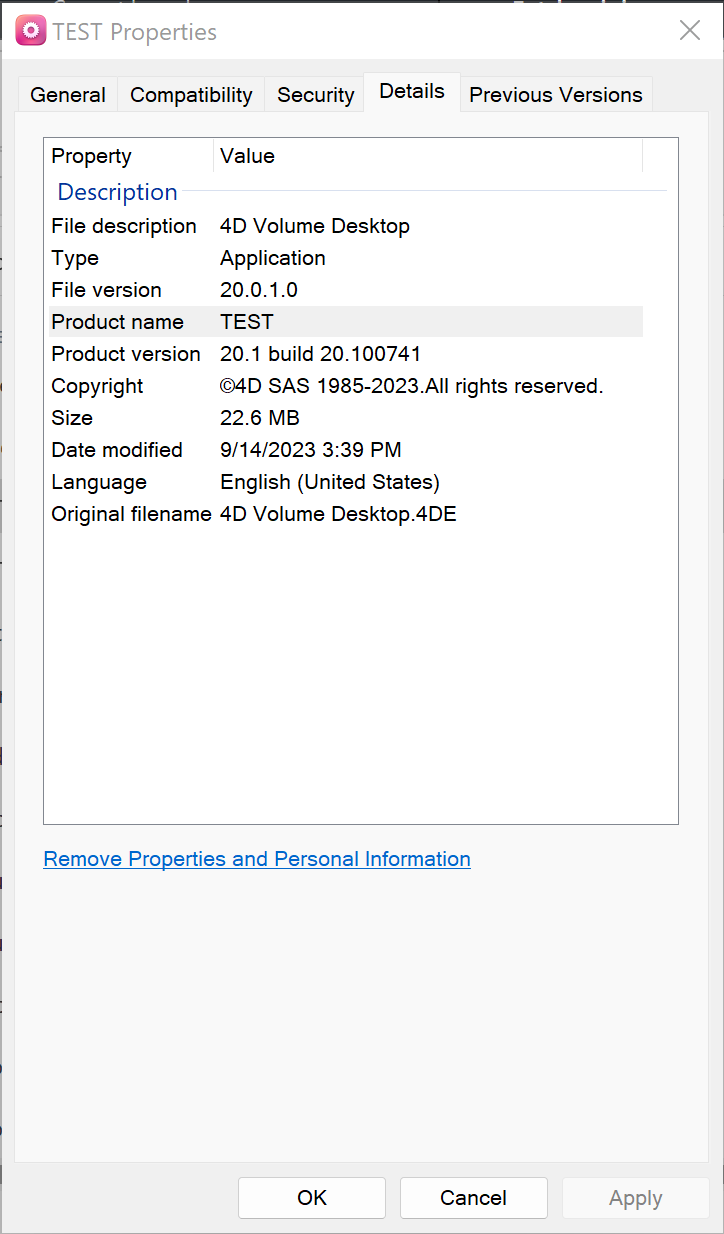 TEST Properties
General Compatibility Security Details Previous Versions
Property Value
Description
File description 4D Volume Desktop
Type Application
File version 20.0.1.0
Product name TEST
Product version 20.1 build 20.100741
Copyright ©4D SAS 1985-2023.All rights reserved.
Size 22.6 MB
Date modified 9/14/2023 3:39 PM
Language English (United States)
Original filename 4D Volume Desktop.4DE
Remove Properties and Personal Information
OK Cancel Apply